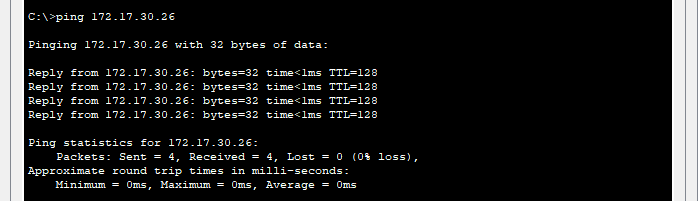 C:\>ping 172.17.30.26
Pinging 172.17.30.26 with 32 bytes of data:
Reply from 172.17.30.26: bytes=32 time<1ms TTL=128
Reply from 172.17.30.26: bytes=32 time<1ms TTL=128
Reply from 172.17.30.26: bytes=32 time<1ms TTL=128
Reply from 172.17.30.26: bytes=32 time<1ms TTL=128
Ping statistics for 172.17.30.26:
Packets: Sent = 4, Received = 4, Lost = 0 (0% loss),
Approximate round trip times in milli-seconds:
Minimum = 0ms, Maximum = 0ms, Average = 0ms